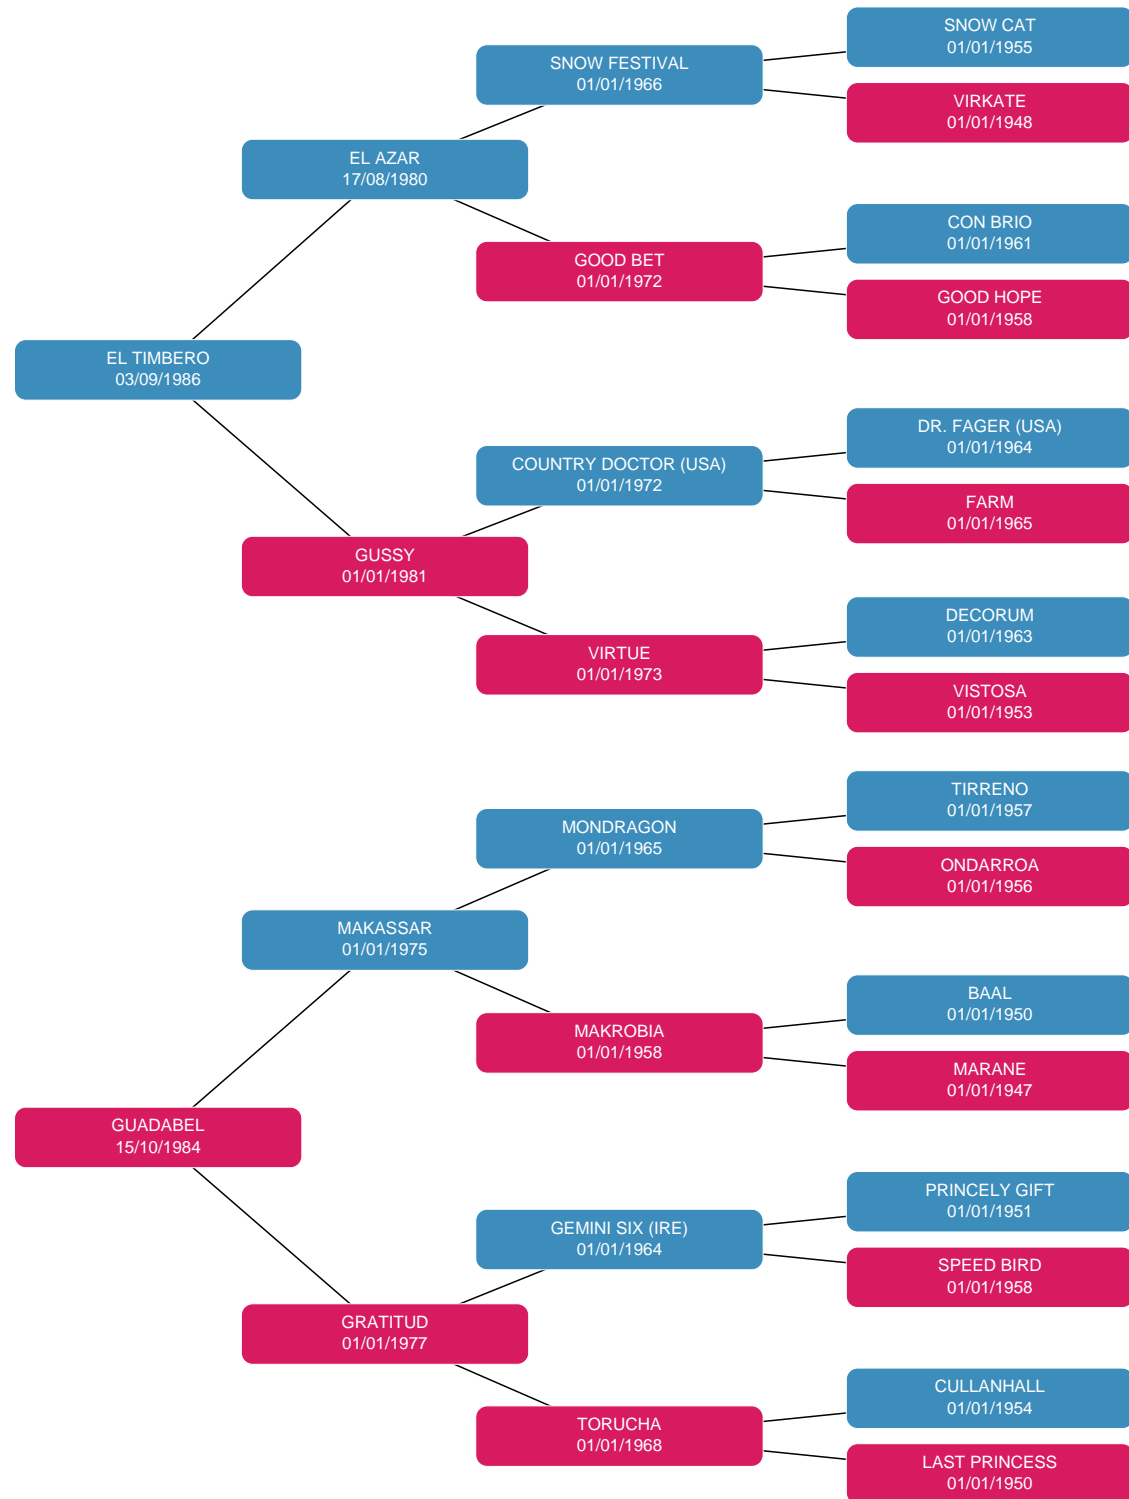 SNOW CAT
01/01/1955
SNOW FESTIVAL
01/01/1966
VIRKATE
01/01/1948
EL AZAR
17/08/1980
CON BRIO
01/01/1961
GOOD BET
01/01/1972
GOOD HOPE
01/01/1958
EL TIMBERO
03/09/1986
DR. FAGER (USA)
01/01/1964
COUNTRY DOCTOR (USA)
01/01/1972
FARM
01/01/1965
GUSSY
01/01/1981
DECORUM
01/01/1963
VIRTUE
01/01/1973
VISTOSA
01/01/1953
TIRRENO
01/01/1957
MONDRAGON
01/01/1965
ONDARROA
01/01/1956
MAKASSAR
01/01/1975
BAAL
01/01/1950
MAKROBIA
01/01/1958
MARANE
01/01/1947
GUADABEL
15/10/1984
PRINCELY GIFT
01/01/1951
GEMINI SIX (IRE)
01/01/1964
SPEED BIRD
01/01/1958
GRATITUD
01/01/1977
CULLANHALL
01/01/1954
TORUCHA
01/01/1968
LAST PRINCESS
01/01/1950